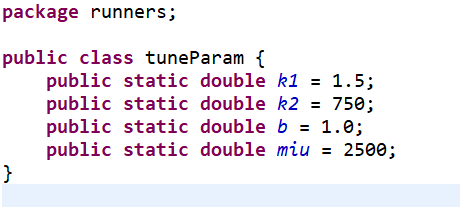 package runners;
public class tuneParam {
    public static double k1 = 1.5;
    public static double k2 = 750;
    public static double b = 1.0;
    public static double miu = 2500;
}